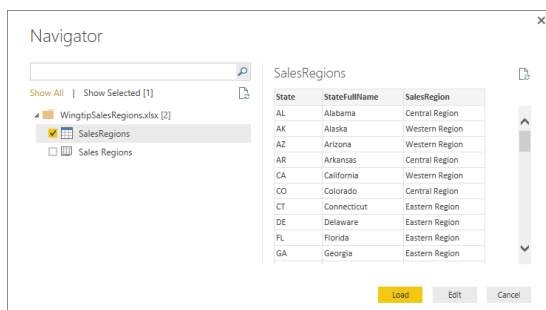 Navigator
Show All | Show Selected [1]
WingtipSalesRegions.xlsx [2]
SalesRegions
Sales Regions
SalesRegions
State StateFullName SalesRegion
AL Alabama Central Region
AK Alaska Western Region
AZ Arizona Western Region
AR Arkansas Central Region
CA California Western Region
CO Colorado Central Region
CT Connecticut Eastern Region
DE Delaware Eastern Region
FL Florida Eastern Region
GA Georgia Eastern Region
Load Edit Cancel